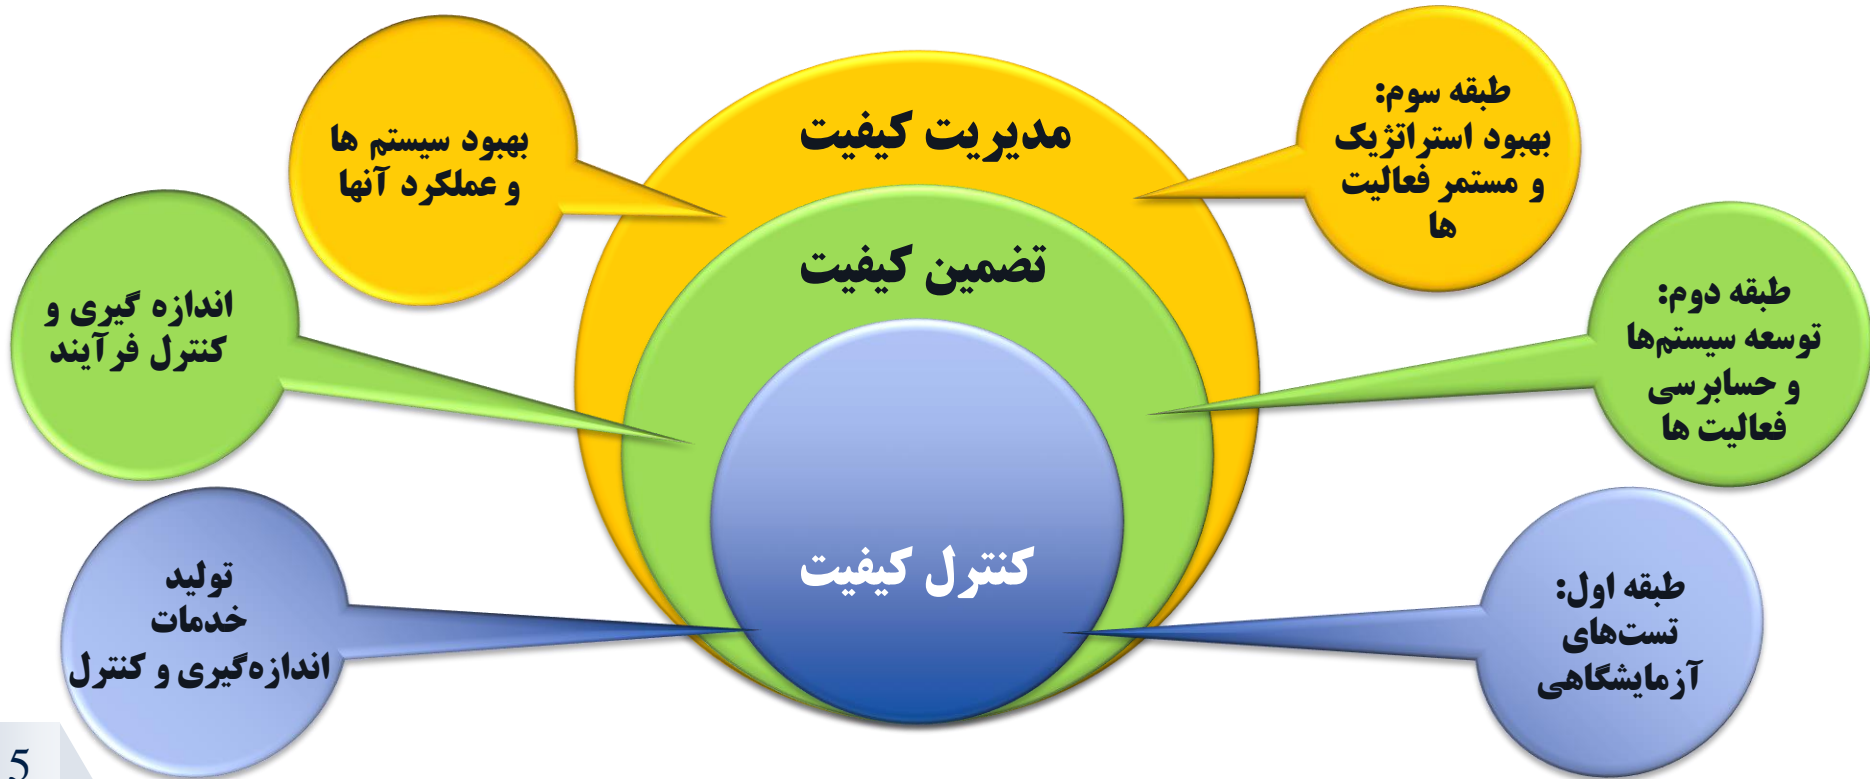 مدیریت کیفیت
تضمین کیفیت
کنترل کیفیت
طبقه سوم:
بهبود استراتژیک
و مستمر فعالیت
ها
طبقه دوم:
توسعه سیستم‌ها
و حسابرسی
فعالیت ها
طبقه اول:
تست‌های
آزمایشگاهی
بهبود سیستم ها
و عملکرد آنها
اندازه گیری و
کنترل فرآیند
تولید
خدمات
اندازه‌گیری و کنترل
5